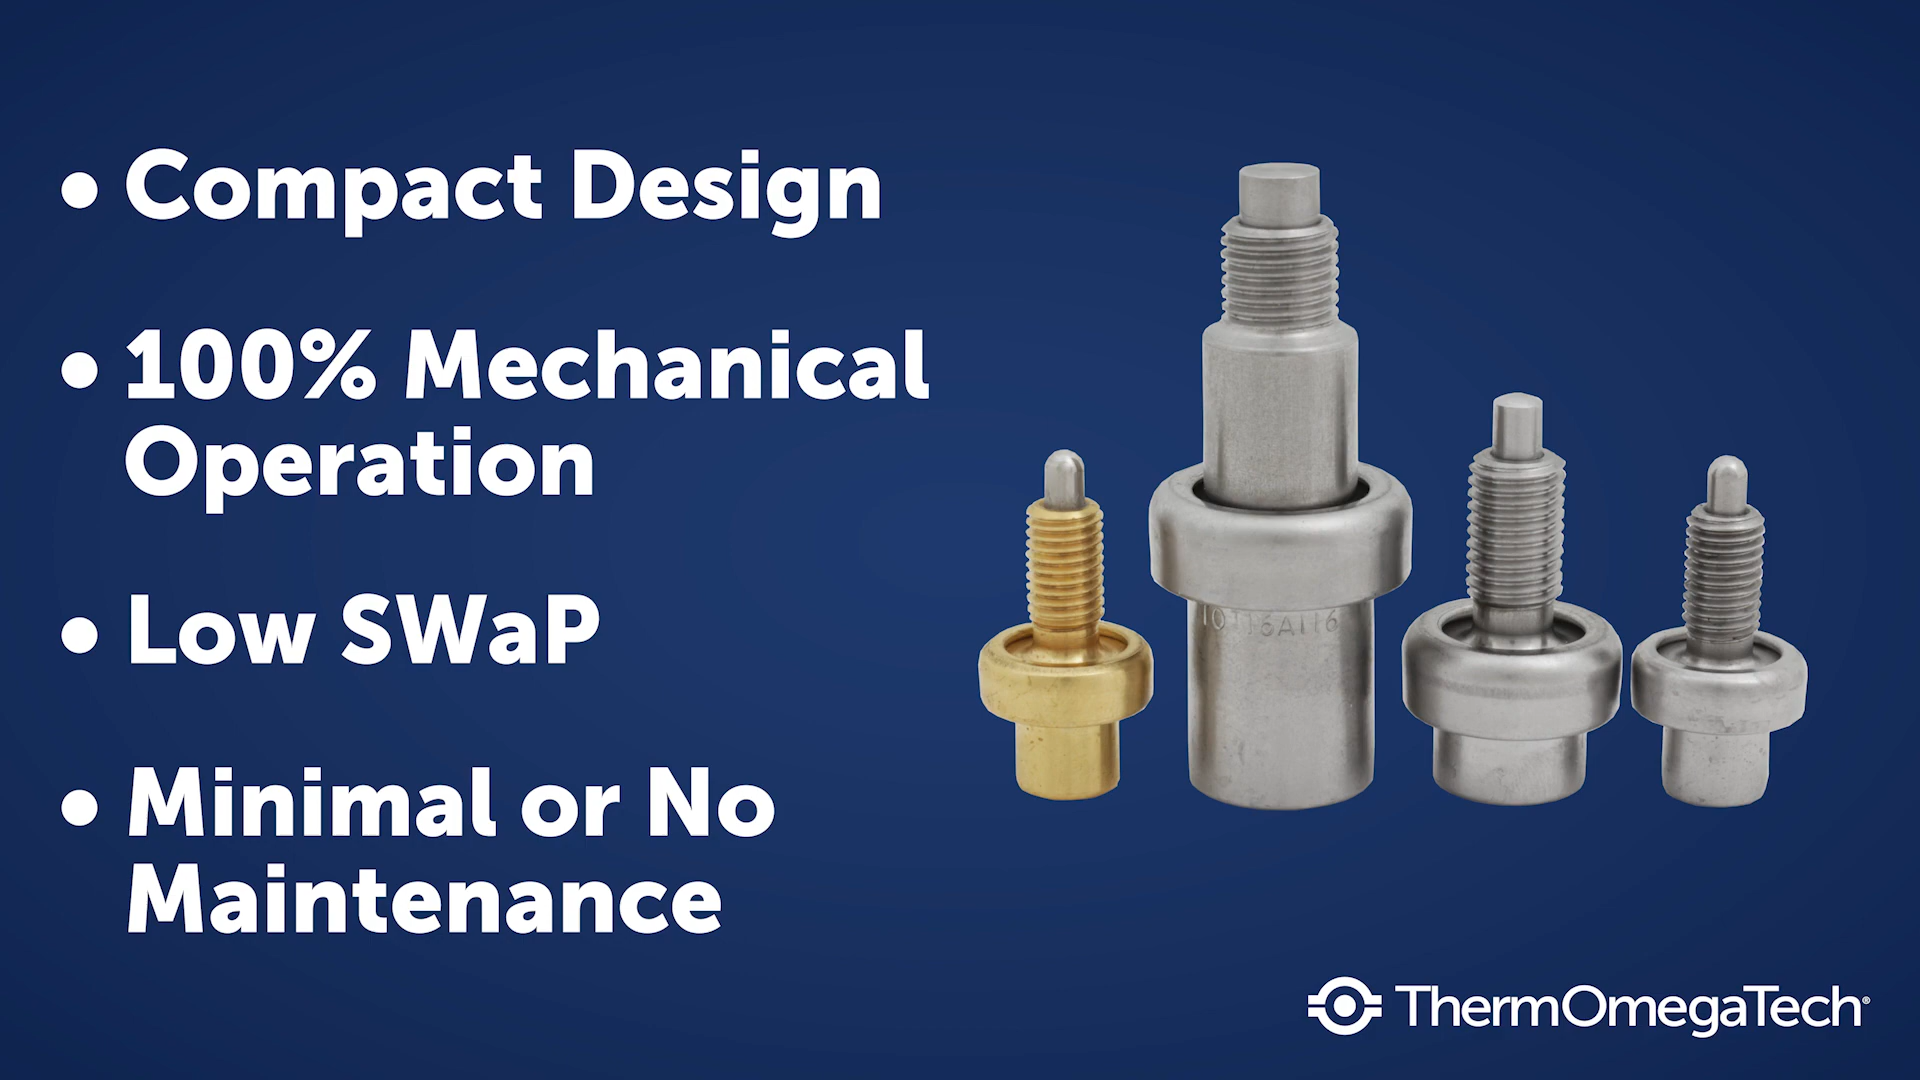 • Compact Design
• 100% Mechanical
Operation
• Low SWaP
• Minimal or No
Maintenance
ThermOmegaTech®